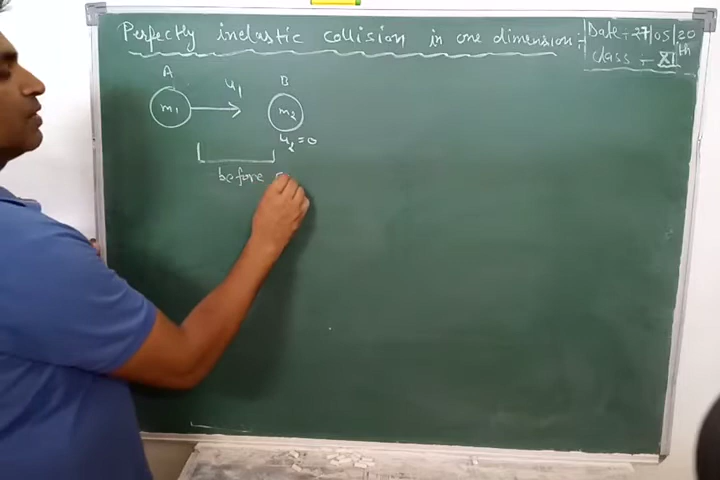 Perfectly inelastic collision in one dimension :-
Date :- 27/05/20
Class :- XIth
A
u1
B
m1
m2
u2=0
before